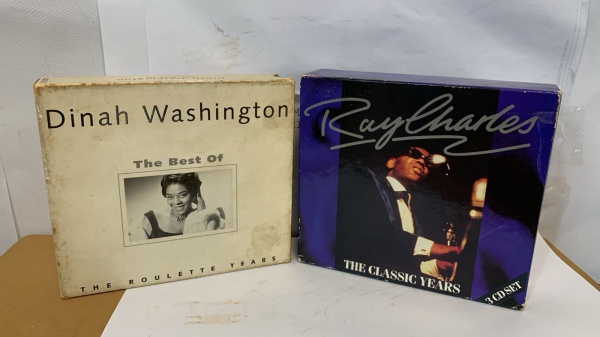 Dinah Washington
The Best Of
THE ROULETTE YEARS
Ray Charles
THE CLASSIC YEARS
3 CD SET